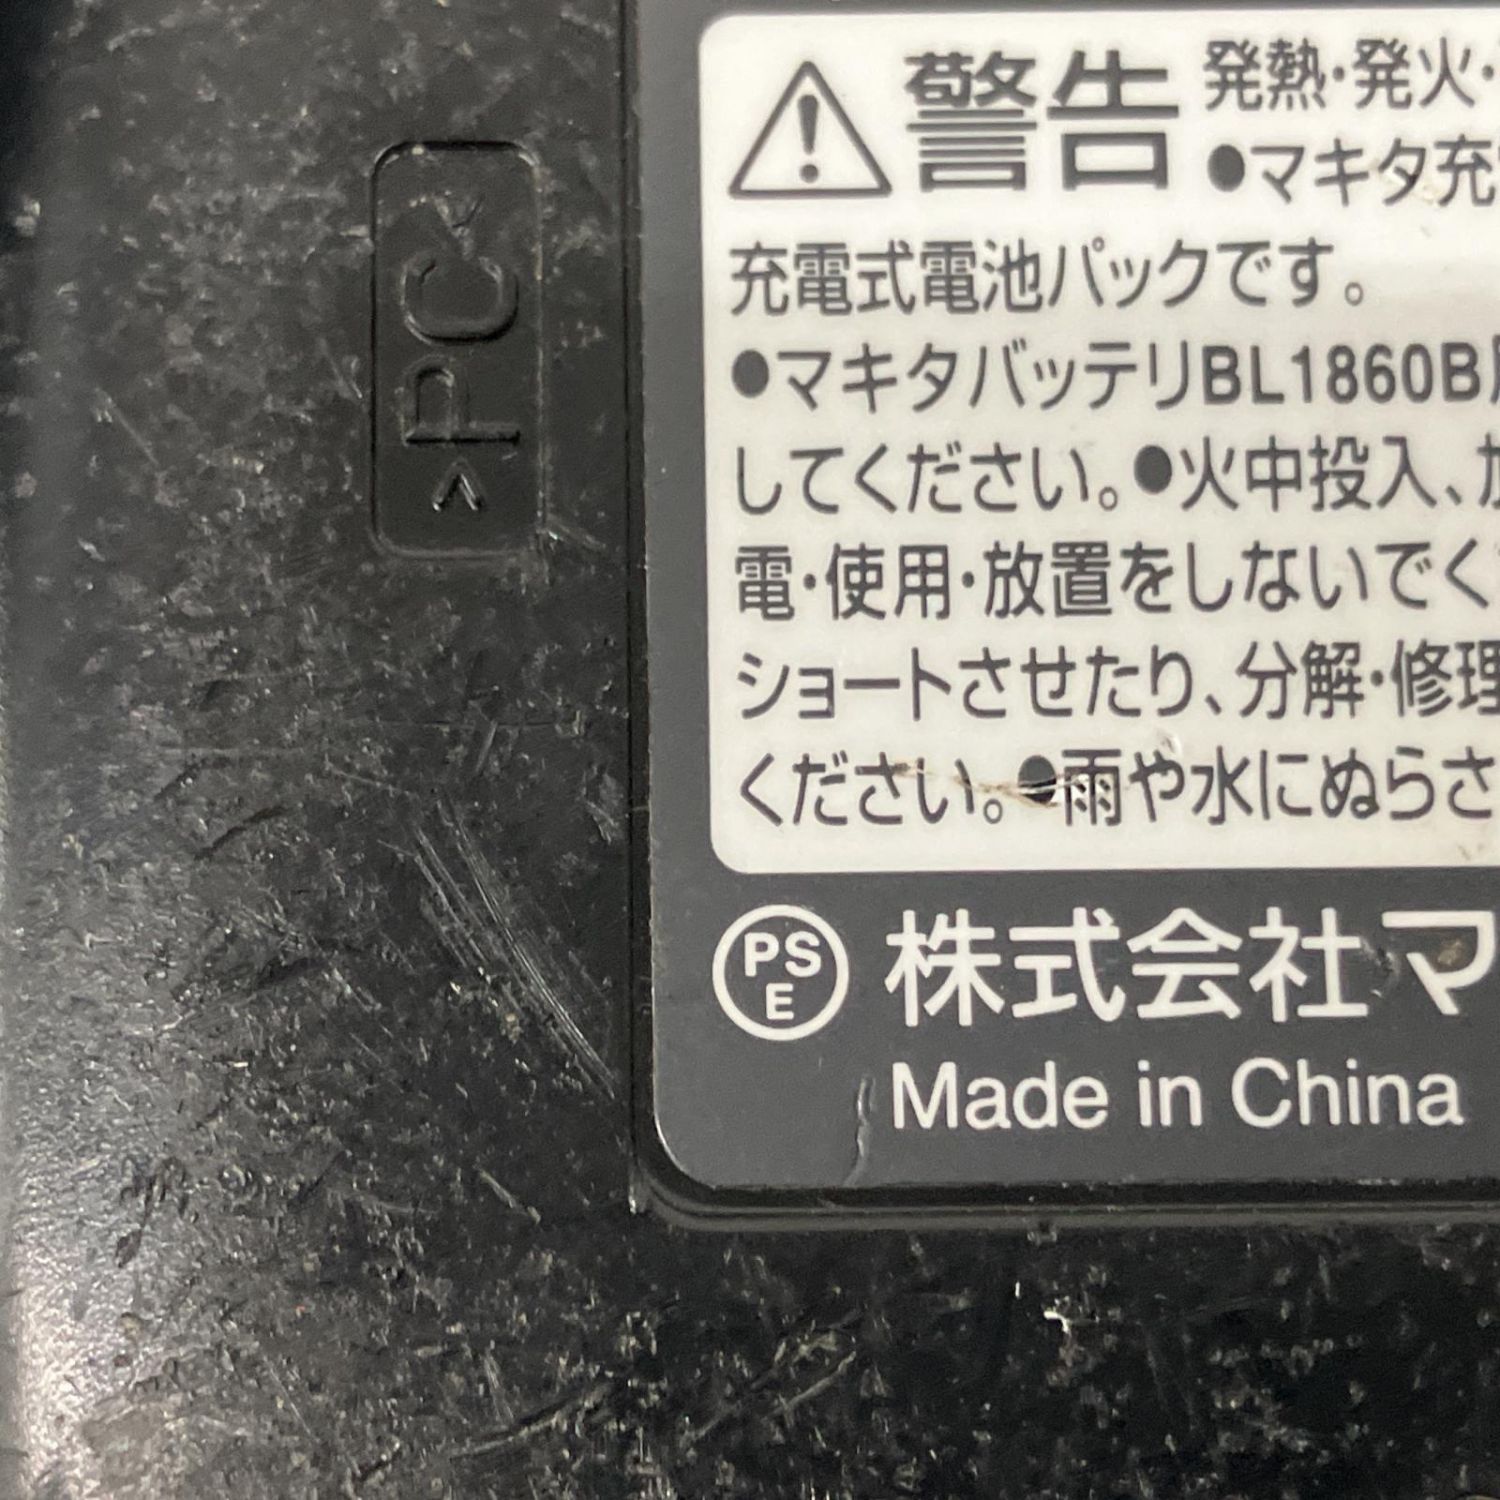 >PC<
警告 発熱・発火・
●マキタ充
充電式電池パックです。
●マキタバッテリBL1860B
してください。●火中投入、
電・使用・放置をしないでく
ショートさせたり、分解・修理
ください。●雨や水にぬらさ
PS
E
株式会社マ
Made in China